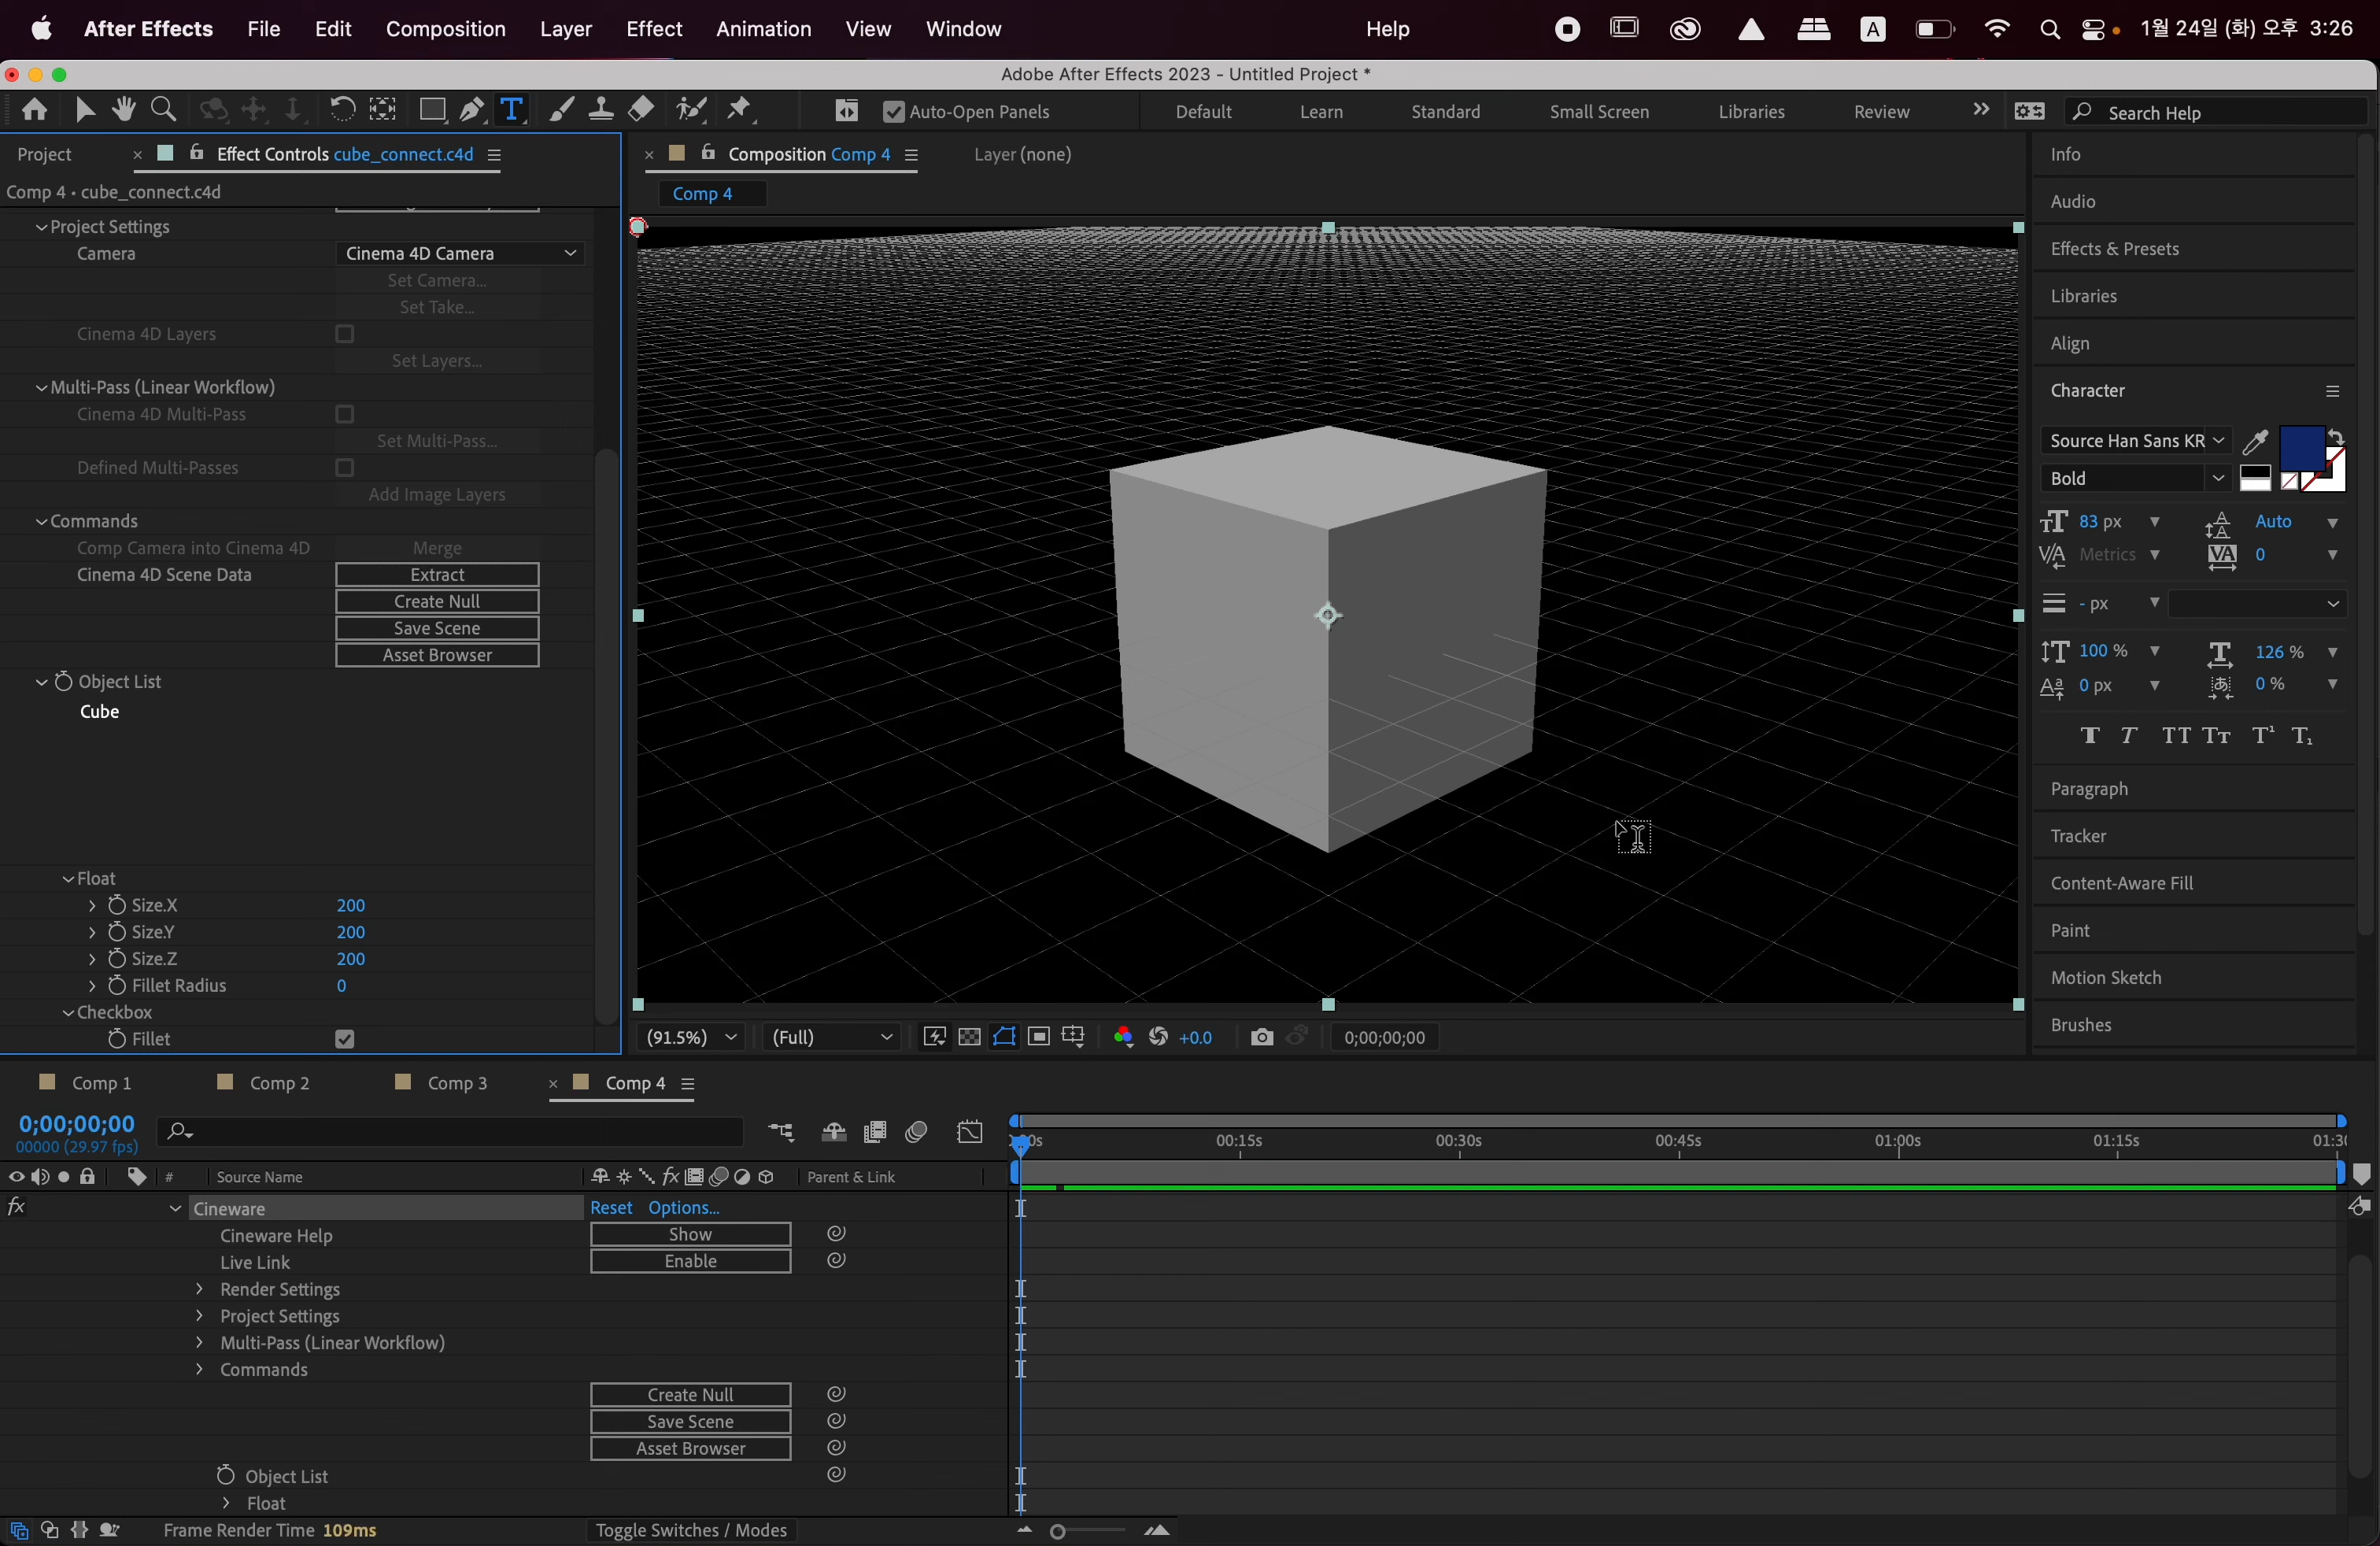 After Effects File Edit Composition Layer Effect Animation View Window Help A 1월 24일 (화) 오후 3:26
Adobe After Effects 2023 - Untitled Project *
Auto-Open Panels Default Learn Standard Small Screen Libraries Review Search Help
Project Effect Controls cube_connect.c4d
Comp 4 • cube_connect.c4d
Project Settings
Camera Cinema 4D Camera
Set Camera...
Set Take...
Cinema 4D Layers
Set Layers...
Multi-Pass (Linear Workflow)
Cinema 4D Multi-Pass
Set Multi-Pass...
Defined Multi-Passes
Add Image Layers
Commands
Comp Camera into Cinema 4D Merge
Cinema 4D Scene Data Extract
Create Null
Save Scene
Asset Browser
Object List
Cube
Float
Size.X 200
Size.Y 200
Size.Z 200
Fillet Radius 0
Checkbox
Fillet
Composition Comp 4 Layer (none)
Comp 4
(91.5%) (Full) +0.0 0;00;00;00
Info
Audio
Effects & Presets
Libraries
Align
Character
Source Han Sans KR
Bold
83 px Auto
Metrics 0
- px
100 % 126 %
0 px 0 %
Paragraph
Tracker
Content-Aware Fill
Paint
Motion Sketch
Brushes
Comp 1 Comp 2 Comp 3 Comp 4
0;00;00;00
00000 (29.97 fps)
00:15s 00:30s 00:45s 01:00s 01:15s
# Source Name fx Parent & Link
fx Cineware Reset Options...
Cineware Help Show
Live Link Enable
Render Settings
Project Settings
Multi-Pass (Linear Workflow)
Commands
Create Null
Save Scene
Asset Browser
Object List
Float
Frame Render Time 109ms Toggle Switches / Modes